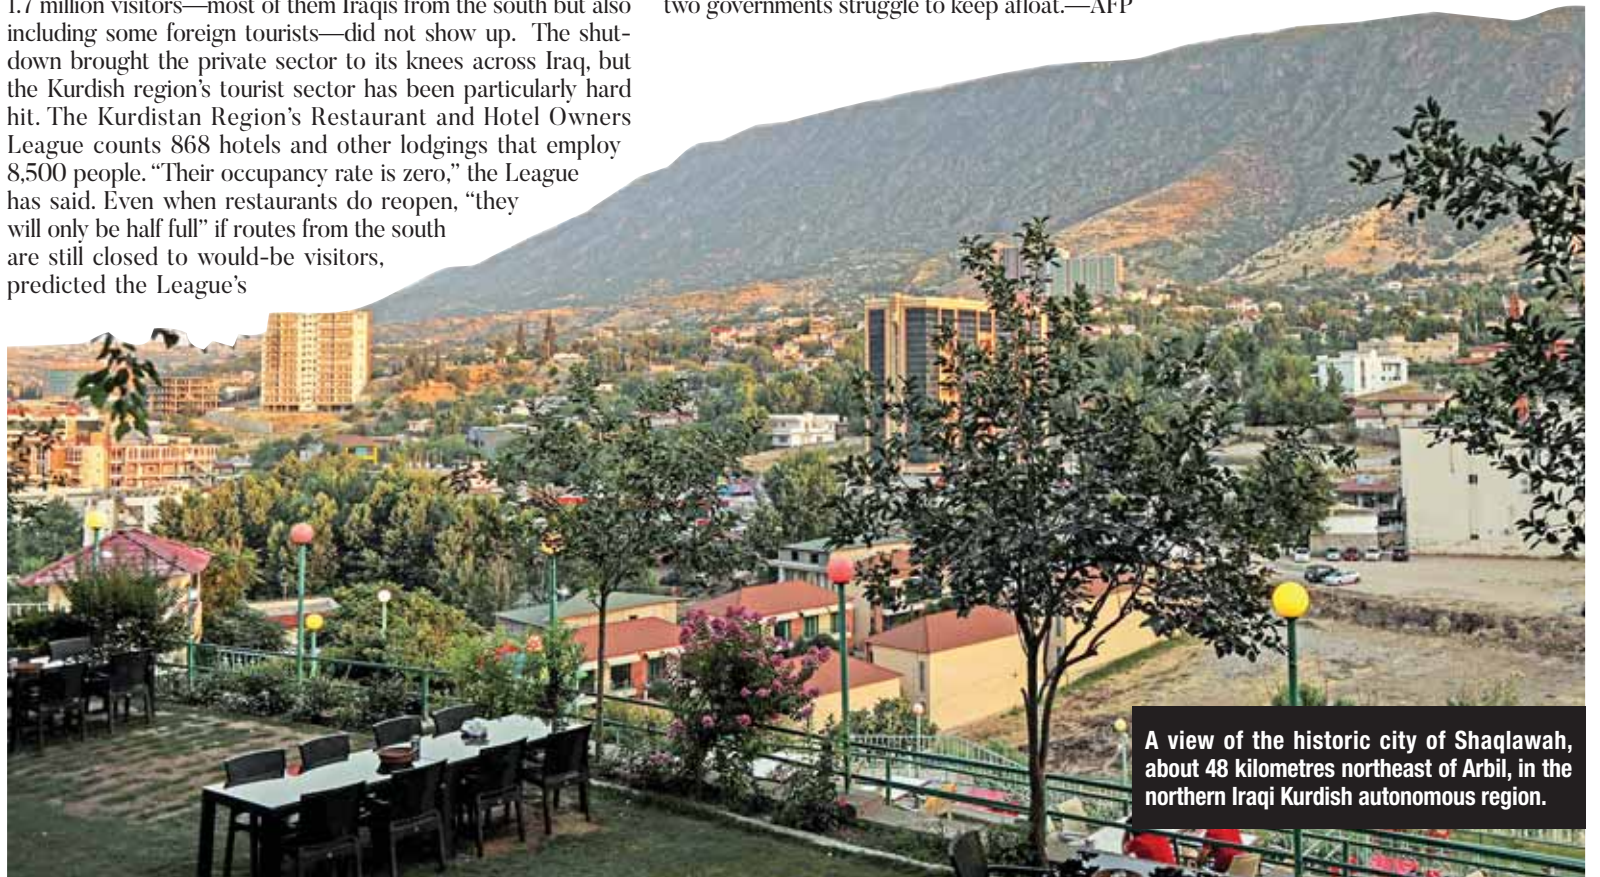 1.7 million visitors—most of them Iraqis from the south but also
including some foreign tourists—did not show up. The shut-
down brought the private sector to its knees across Iraq, but
the Kurdish region's tourist sector has been particularly hard
hit. The Kurdistan Region's Restaurant and Hotel Owners
League counts 868 hotels and other lodgings that employ
8,500 people. “Their occupancy rate is zero,” the League
has said. Even when restaurants do reopen, “they
will only be half full” if routes from the south
are still closed to would-be visitors,
predicted the League's
two governments struggle to keep afloat.—AFP
A view of the historic city of Shaqlawah,
about 48 kilometres northeast of Arbil, in the
northern Iraqi Kurdish autonomous region.